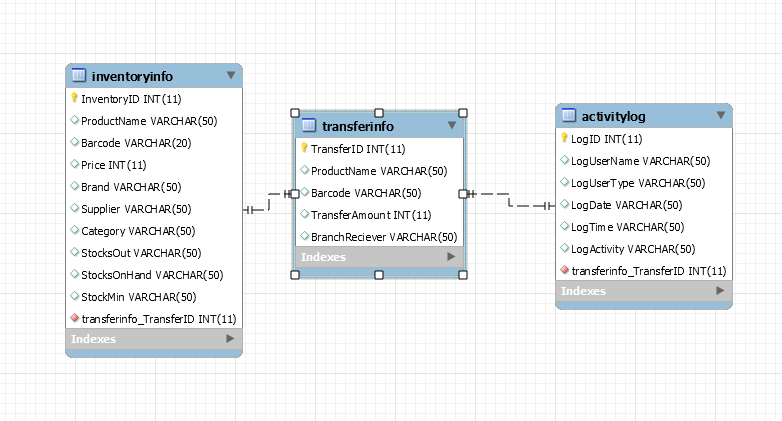 inventoryinfo
InventoryID INT(11)
ProductName VARCHAR(50)
Barcode VARCHAR(20)
Price INT(11)
Brand VARCHAR(50)
Supplier VARCHAR(50)
Category VARCHAR(50)
StocksOut VARCHAR(50)
StocksOnHand VARCHAR(50)
StockMin VARCHAR(50)
transferinfo_TransferID INT(11)
Indexes
transferinfo
TransferID INT(11)
ProductName VARCHAR(50)
Barcode VARCHAR(50)
TransferAmount INT(11)
BranchReciever VARCHAR(50)
Indexes
activitylog
LogID INT(11)
LogUserName VARCHAR(50)
LogUserType VARCHAR(50)
LogDate VARCHAR(50)
LogTime VARCHAR(50)
LogActivity VARCHAR(50)
transferinfo_TransferID INT(11)
Indexes